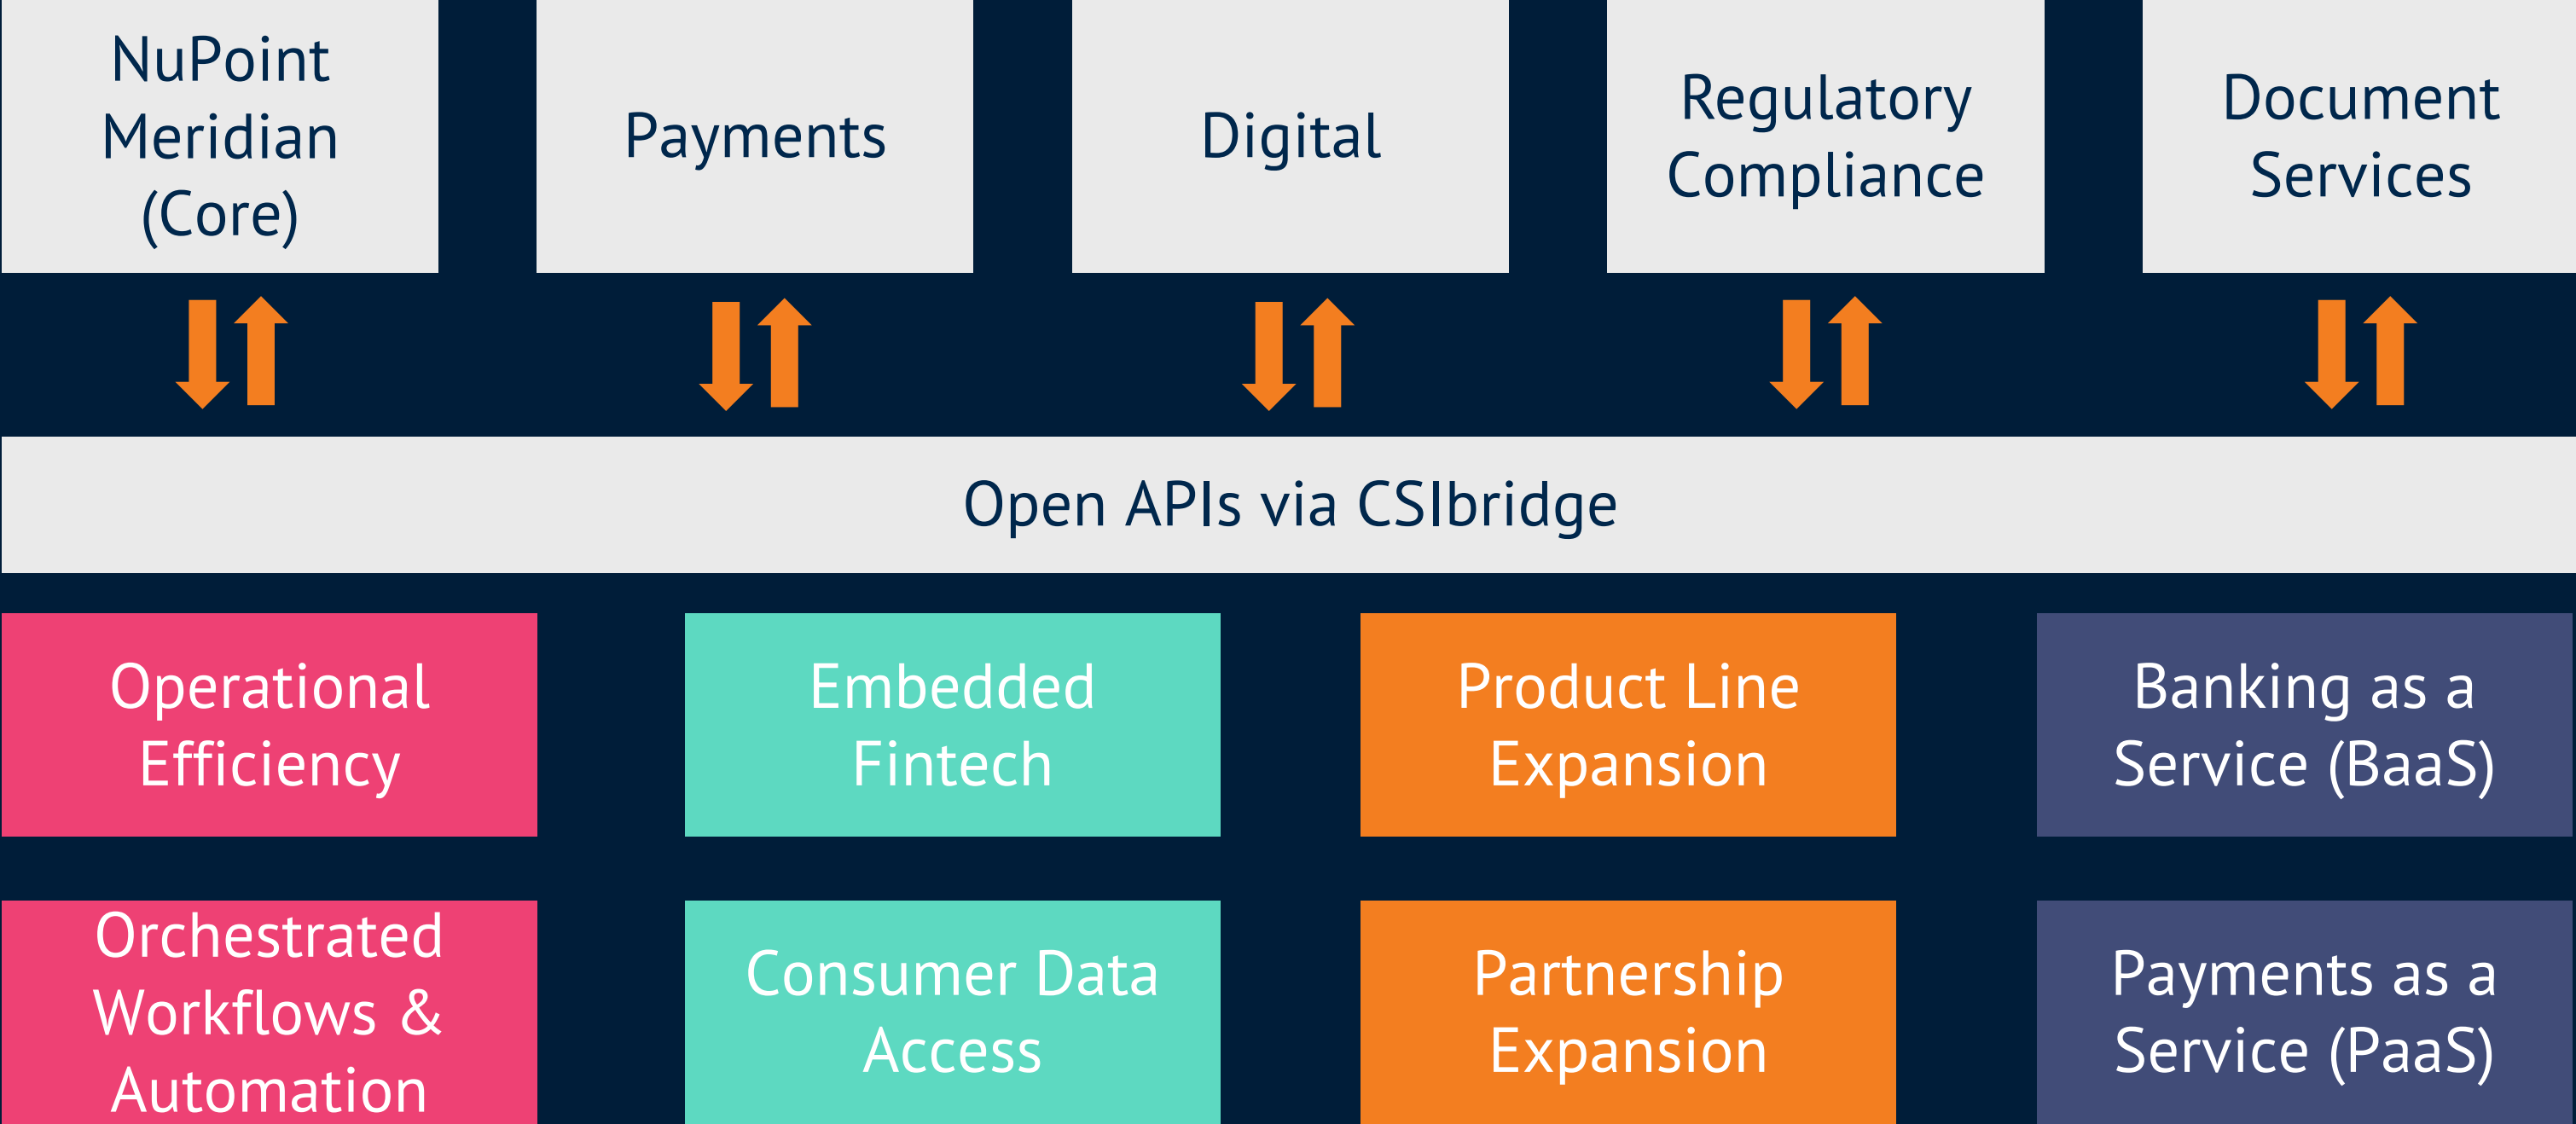 NuPoint
Meridian
(Core)
Payments
Digital
Regulatory
Compliance
Document
Services
Open APIs via CSIbridge
Operational
Efficiency
Embedded
Fintech
Product Line
Expansion
Banking as a
Service (BaaS)
Orchestrated
Workflows &
Automation
Consumer Data
Access
Partnership
Expansion
Payments as a
Service (PaaS)